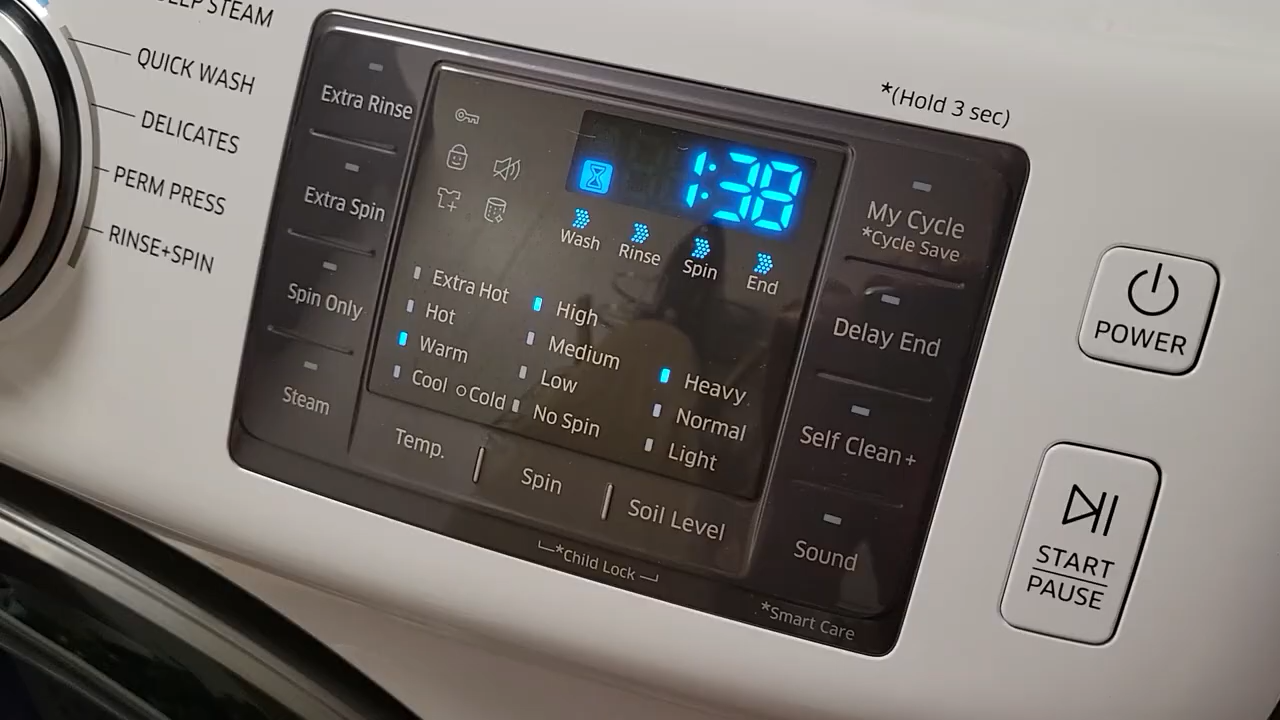 STEAM
QUICK WASH
DELICATES
PERM PRESS
RINSE+SPIN
Extra Rinse
Extra Spin
Spin Only
Steam
1:38
Wash
Rinse
Spin
End
Extra Hot
Hot
Warm
Cool
Cold
High
Medium
Low
No Spin
Heavy
Normal
Light
Temp.
Spin
Soil Level
*Child Lock
*(Hold 3 sec)
My Cycle
*Cycle Save
Delay End
Self Clean+
Sound
*Smart Care
POWER
START
PAUSE